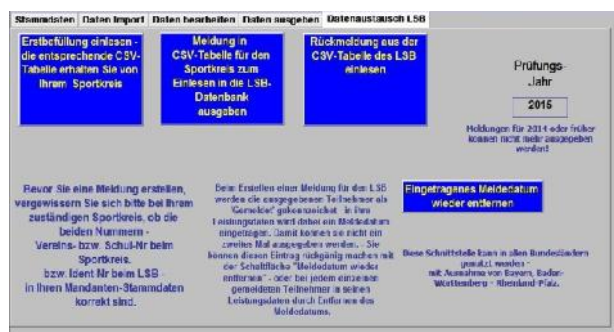 Stammdaten Daten Import Daten bearbeiten Daten ausgeben Datenaustausch LSB
Erstbefüllung einlesen -
die entsprechende CSV-
Tabelle erhalten Sie von
Ihrem Sportkreis
Meldung in
CSV-Tabelle für den
Sportkreis zum
Einlesen in die LSB-
Datenbank
ausgeben
Rückmeldung aus der
CSV-Tabelle des LSB
einlesen
Prüfungs-
Jahr
2015
Meldungen für 2014 oder früher
können nicht mehr ausgegeben
werden!
Bevor Sie eine Meldung erstellen,
vergewissern Sie sich bitte bei Ihrem
zuständigen Sportkreis, ob die
beiden Nummern -
Vereins- bzw. Schul-Nr beim
Sportkreis.
bzw. Ident Nr beim LSB -
in Ihren Mandanten-Stammdaten
korrekt sind.
Beim Erstellen einer Meldung für den LSB
werden die ausgegebenen Teilnehmer als
'Gemeldet' gekennzeichnet - in ihre
Leistungsdaten wird dabei ein Meldedatum
eingetragen. Damit können sie nicht ein
zweites Mal ausgegeben werden. - Sie
können diesen Eintrag rückgängig machen mit
der Schaltfläche "Meldedatum wieder
entfernen" - oder bei jedem einzelnen
gemeldeten Teilnehmer in seinen
Leistungsdaten durch Entfernen des
Meldedatums.
Eingetragenes Meldedatum
wieder entfernen
Diese Schnittstelle kann in allen Bundesländern
genutzt werden -
mit Ausnahme von Bayern, Baden-
Württemberg - Rheinland-Pfalz.